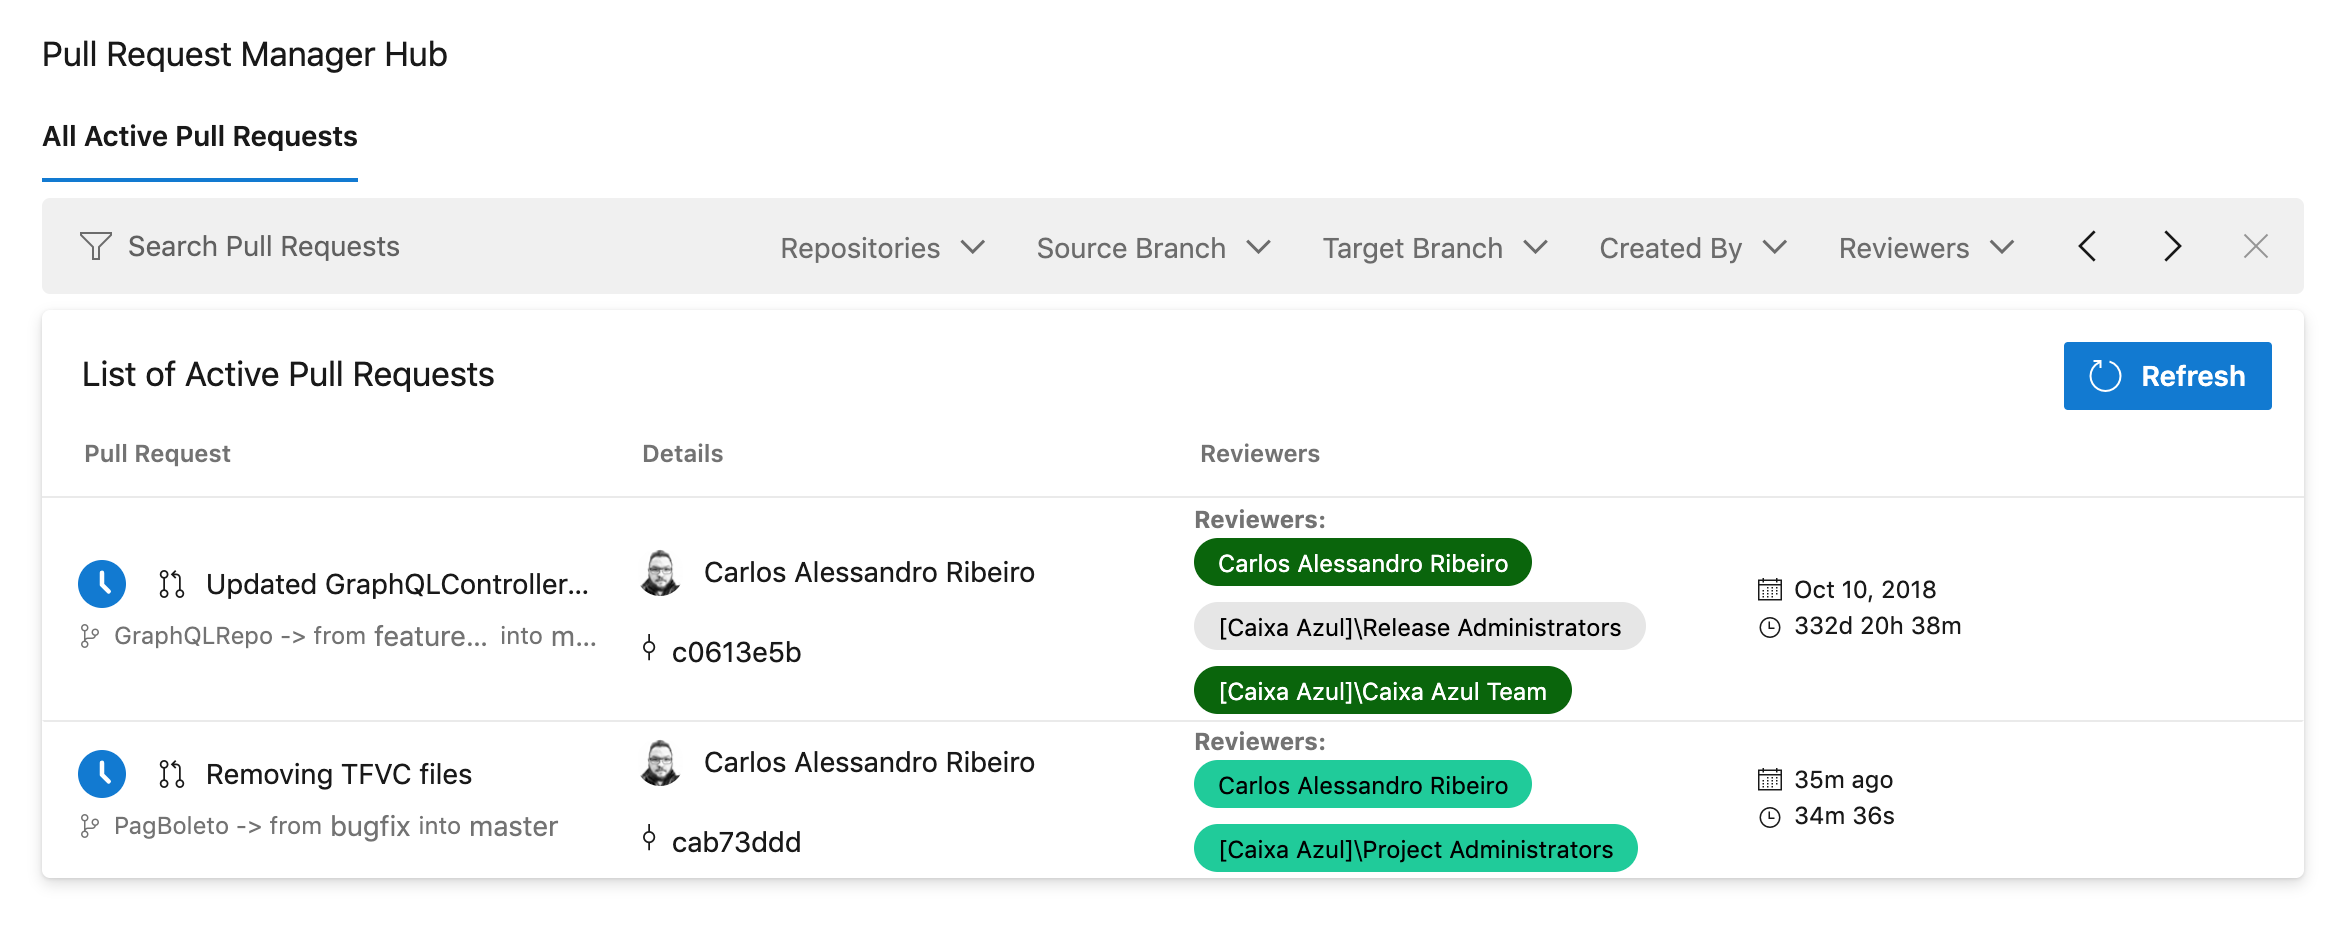 Pull Request Manager Hub
All Active Pull Requests
Search Pull Requests Repositories Source Branch Target Branch Created By Reviewers
List of Active Pull Requests Refresh
Pull Request Details Reviewers
Reviewers:
Updated GraphQLController... Carlos Alessandro Ribeiro Carlos Alessandro Ribeiro Oct 10, 2018
GraphQLRepo -> from feature... into m... c0613e5b [Caixa Azul]\Release Administrators 332d 20h 38m
[Caixa Azul]\Caixa Azul Team
Reviewers:
Removing TFVC files Carlos Alessandro Ribeiro Carlos Alessandro Ribeiro 35m ago
PagBoleto -> from bugfix into master cab73ddd [Caixa Azul]\Project Administrators 34m 36s